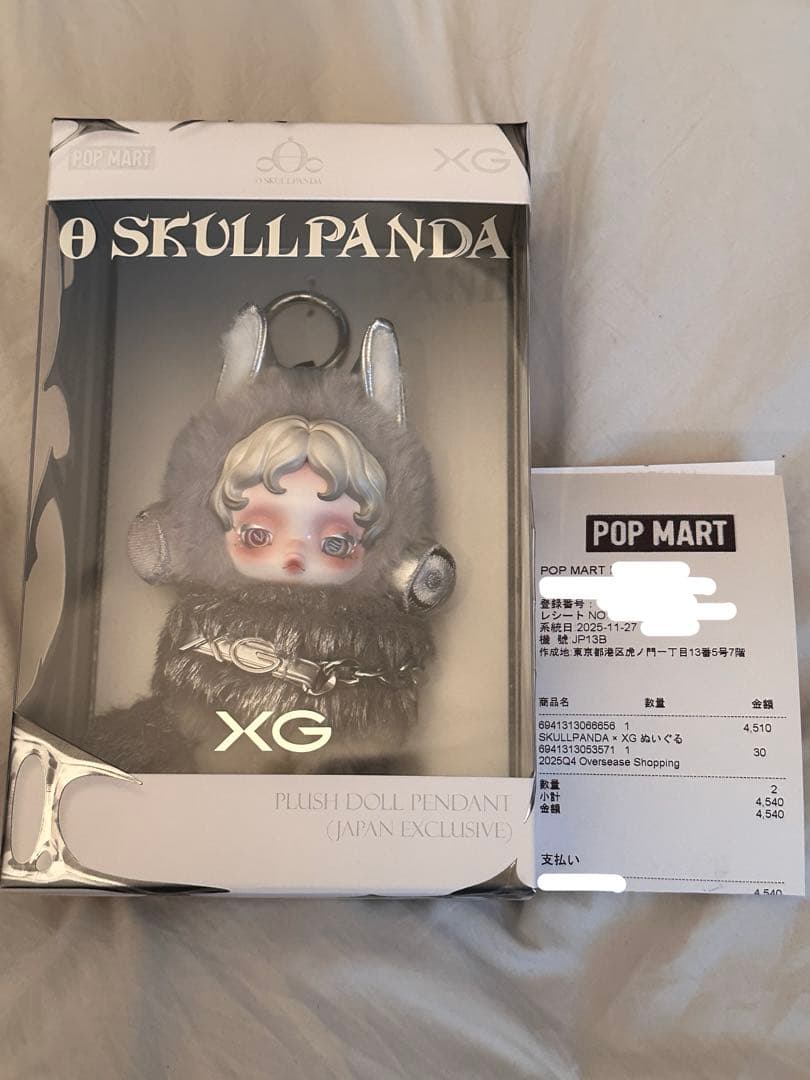 POP MART
θ SKULLPANDA
XG
θ SKULLPANDA
XG
XG
PLUSH DOLL PENDANT
(JAPAN EXCLUSIVE)
POP MART
POP MART
登録番号:
レシート NO
系統日 2025-11-27
機 號 JP13B
作成地:東京都港区虎ノ門一丁目13番5号7階
商品名 数量 金額
6941313066656 1 4,510
SKULLPANDA × XG ぬいぐる
6941313053571 1 30
2025Q4 Oversease Shopping
数量 2
小計 4,540
金額 4,540
支払い
4,540